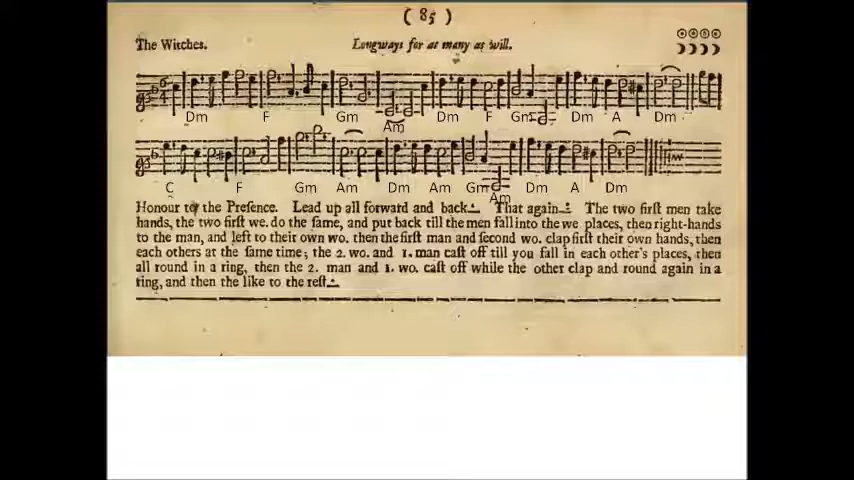 ( 85 )
The Witches. Longways for as many as will.
Dm F Gm Am Dm F Gm Dm A Dm
C F Gm Am Dm Am Gm Am Dm A Dm
Honour to the Preſence. Lead up all forward and back. That again. The two firſt men take
hands, the two firſt we. do the ſame, and put back till the men fall into the we places, then right-hands
to the man, and left to their own wo. then the firſt man and ſecond wo. clap firſt their own hands, then
each others at the ſame time; the 2. wo. and 1. man caſt off till you fall in each other's places, then
all round in a ring, then the 2. man and 1. wo. caſt off while the other clap and round again in a
ring, and then the like to the reſt